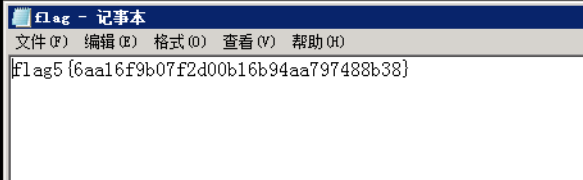 flag - 记事本
文件(F) 编辑(E) 格式(O) 查看(V) 帮助(H)
flag5{6aa16f9b07f2d00b16b94aa797488b38}